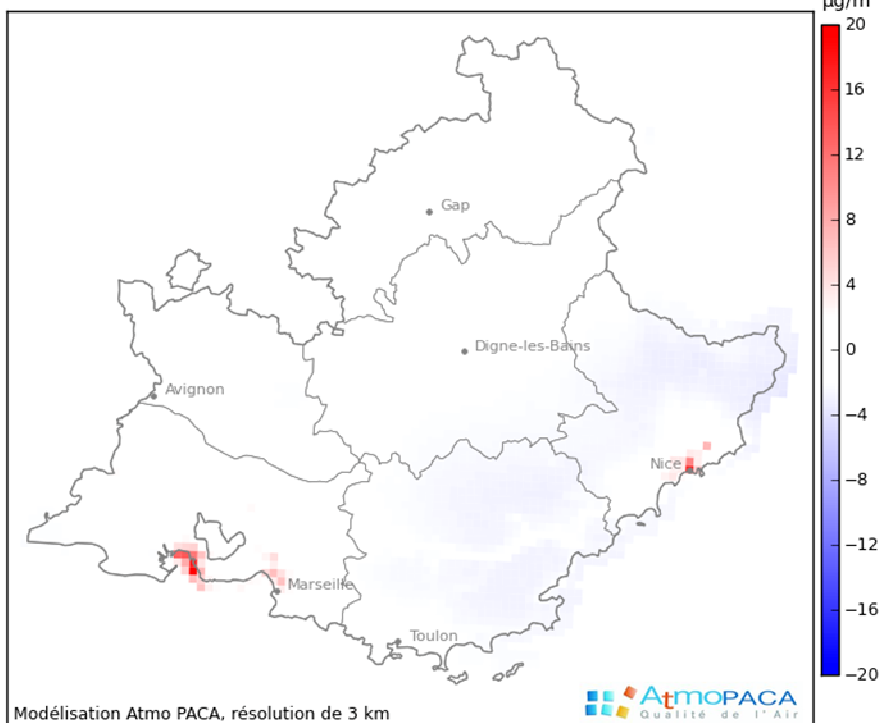 µg/m
20
16
12
8
4
0
−4
−8
−12
−16
−20
Gap
Digne-les-Bains
Avignon
Nice
Marseille
Toulon
Modélisation Atmo PACA, résolution de 3 km
AtmoPACA
Qualité de l'Air